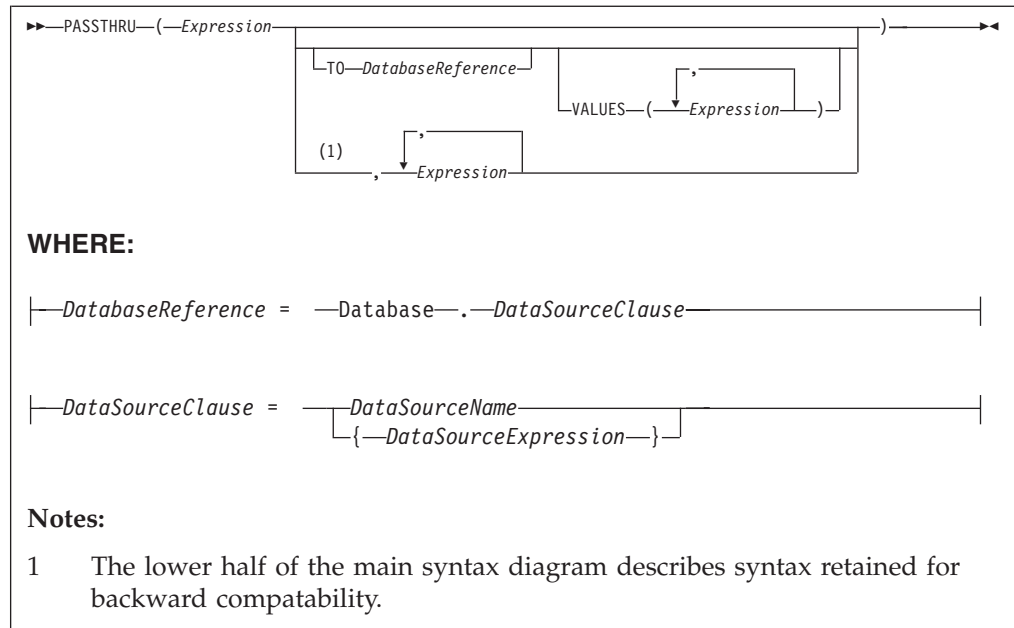 PASSTHRU ( Expression )
TO DatabaseReference
,
VALUES ( Expression )
,
(1)
, Expression
WHERE:
DatabaseReference = Database . DataSourceClause
DataSourceClause = DataSourceName
{ DataSourceExpression }
Notes:
1 The lower half of the main syntax diagram describes syntax retained for
backward compatability.